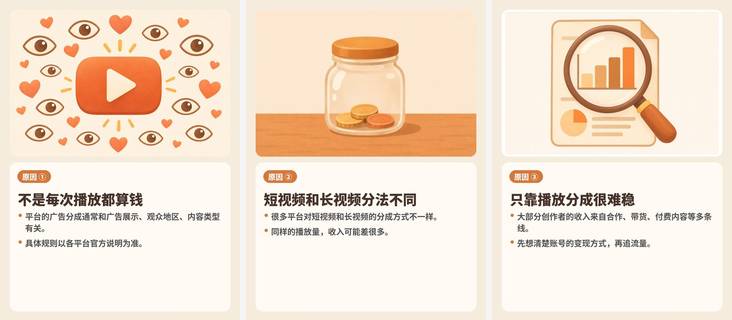 原因 ①
不是每次播放都算钱
• 平台的广告分成通常和广告展示、观众地区、内容类型
有关。
• 具体规则以各平台官方说明为准。
原因 ②
短视频和长视频分法不同
• 很多平台对短视频和长视频的分成方式不一样。
• 同样的播放量，收入可能差很多。
原因 ③
只靠播放分成很难稳
• 大部分创作者的收入来自合作、带货、付费内容等多条
线。
• 先想清楚账号的变现方式，再追流量。